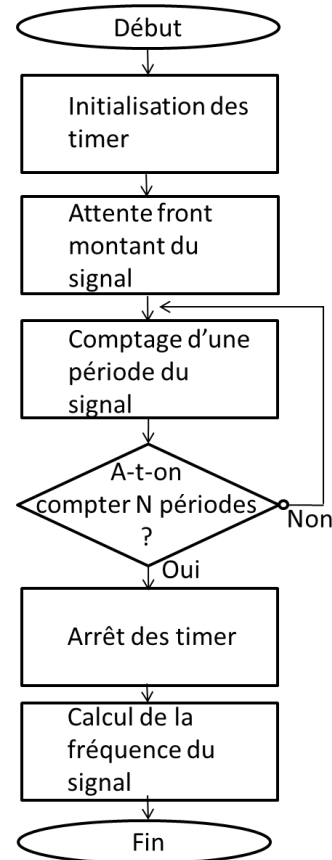 Début
Initialisation des
timer
Attente front
montant du
signal
Comptage d'une
période du
signal
A-t-on
compter N périodes
?
Non
Oui
Arrêt des timer
Calcul de la
fréquence du
signal
Fin